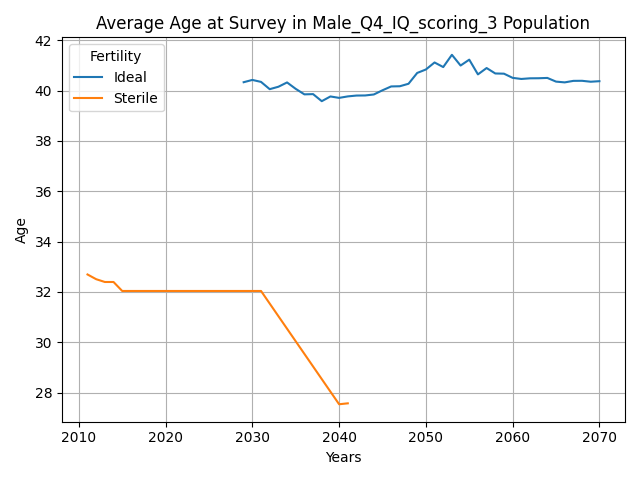 Average Age at Survey in Male_Q4_IQ_scoring_3 Population
Fertility
Ideal
Sterile
Age
42
40
38
36
34
32
30
28
2010 2020 2030 2040 2050 2060 2070
Years